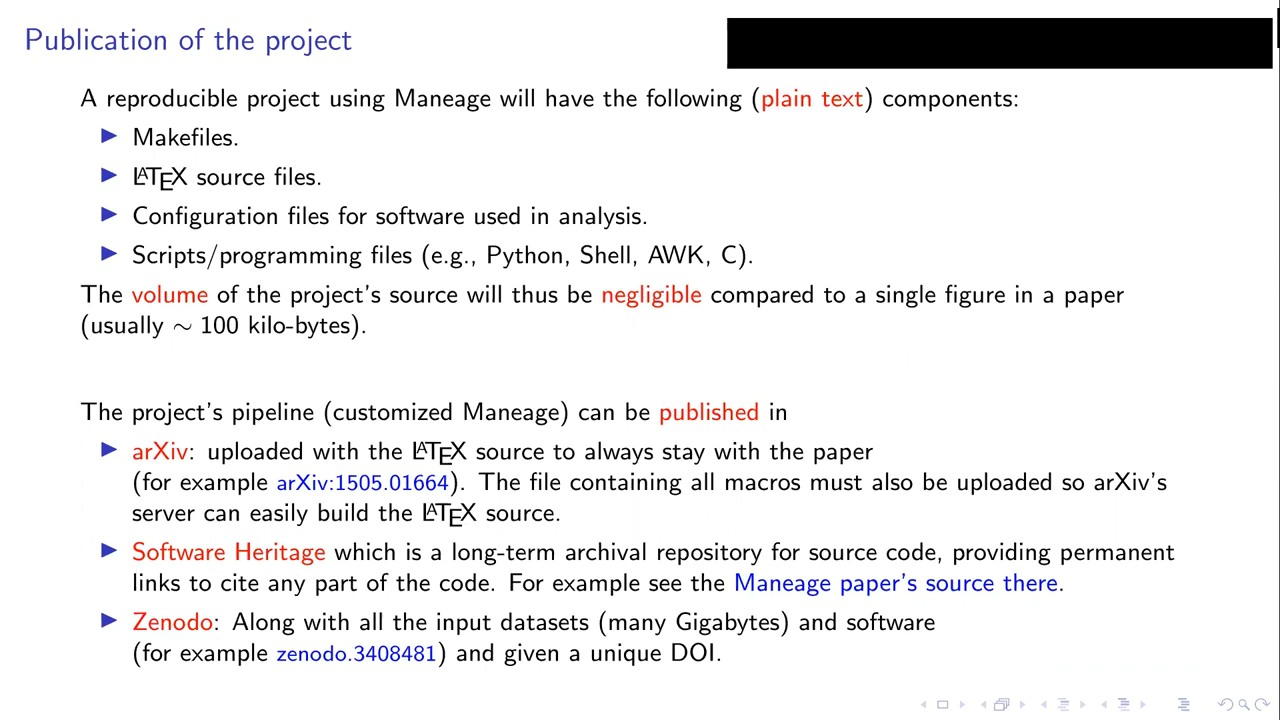 Publication of the project
A reproducible project using Maneage will have the following (plain text) components:
▶ Makefiles.
▶ LATEX source files.
▶ Configuration files for software used in analysis.
▶ Scripts/programming files (e.g., Python, Shell, AWK, C).
The volume of the project's source will thus be negligible compared to a single figure in a paper
(usually ∼ 100 kilo-bytes).
The project's pipeline (customized Maneage) can be published in
▶ arXiv: uploaded with the LATEX source to always stay with the paper
(for example arXiv:1505.01664). The file containing all macros must also be uploaded so arXiv's
server can easily build the LATEX source.
▶ Software Heritage which is a long-term archival repository for source code, providing permanent
links to cite any part of the code. For example see the Maneage paper's source there.
▶ Zenodo: Along with all the input datasets (many Gigabytes) and software
(for example zenodo.3408481) and given a unique DOI.